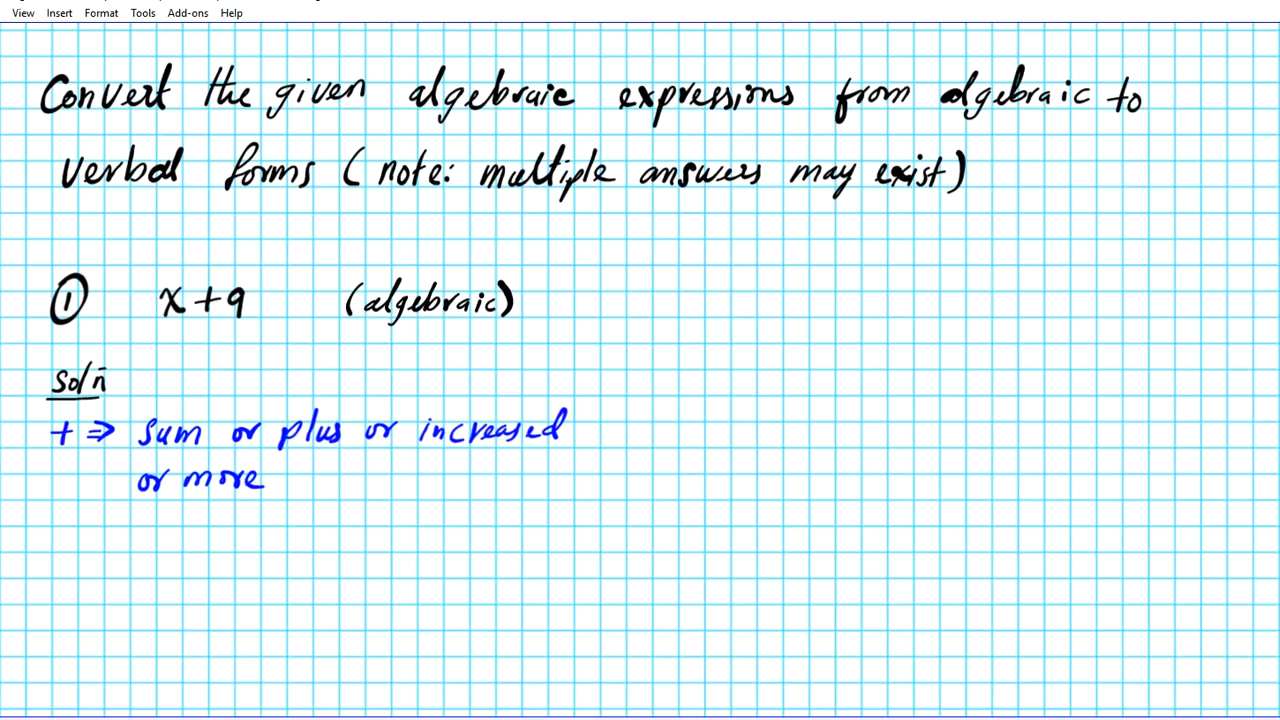 View Insert Format Tools Add-ons Help
Convert the given algebraic expressions from algebraic to
verbal forms (note: multiple answers may exist)
① x+9 (algebraic)
Sol'n
+ ⇒ sum or plus or increased
or more